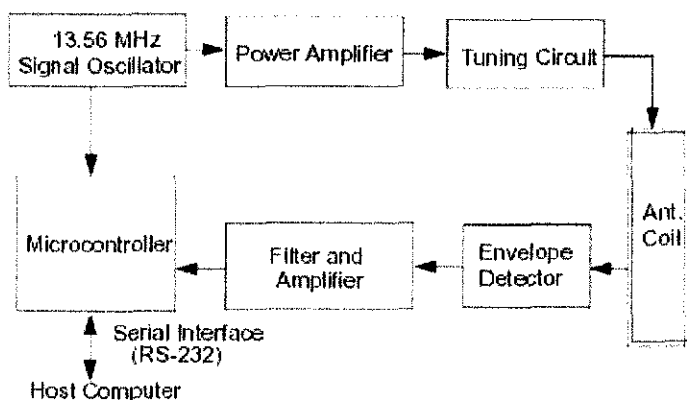 13.56 MHz
Signal Oscillator
Power Amplifier
Tuning Circuit
Ant.
Coil
Microcontroller
Filter and
Amplifier
Envelope
Detector
Serial Interface
(RS-232)
Host Computer